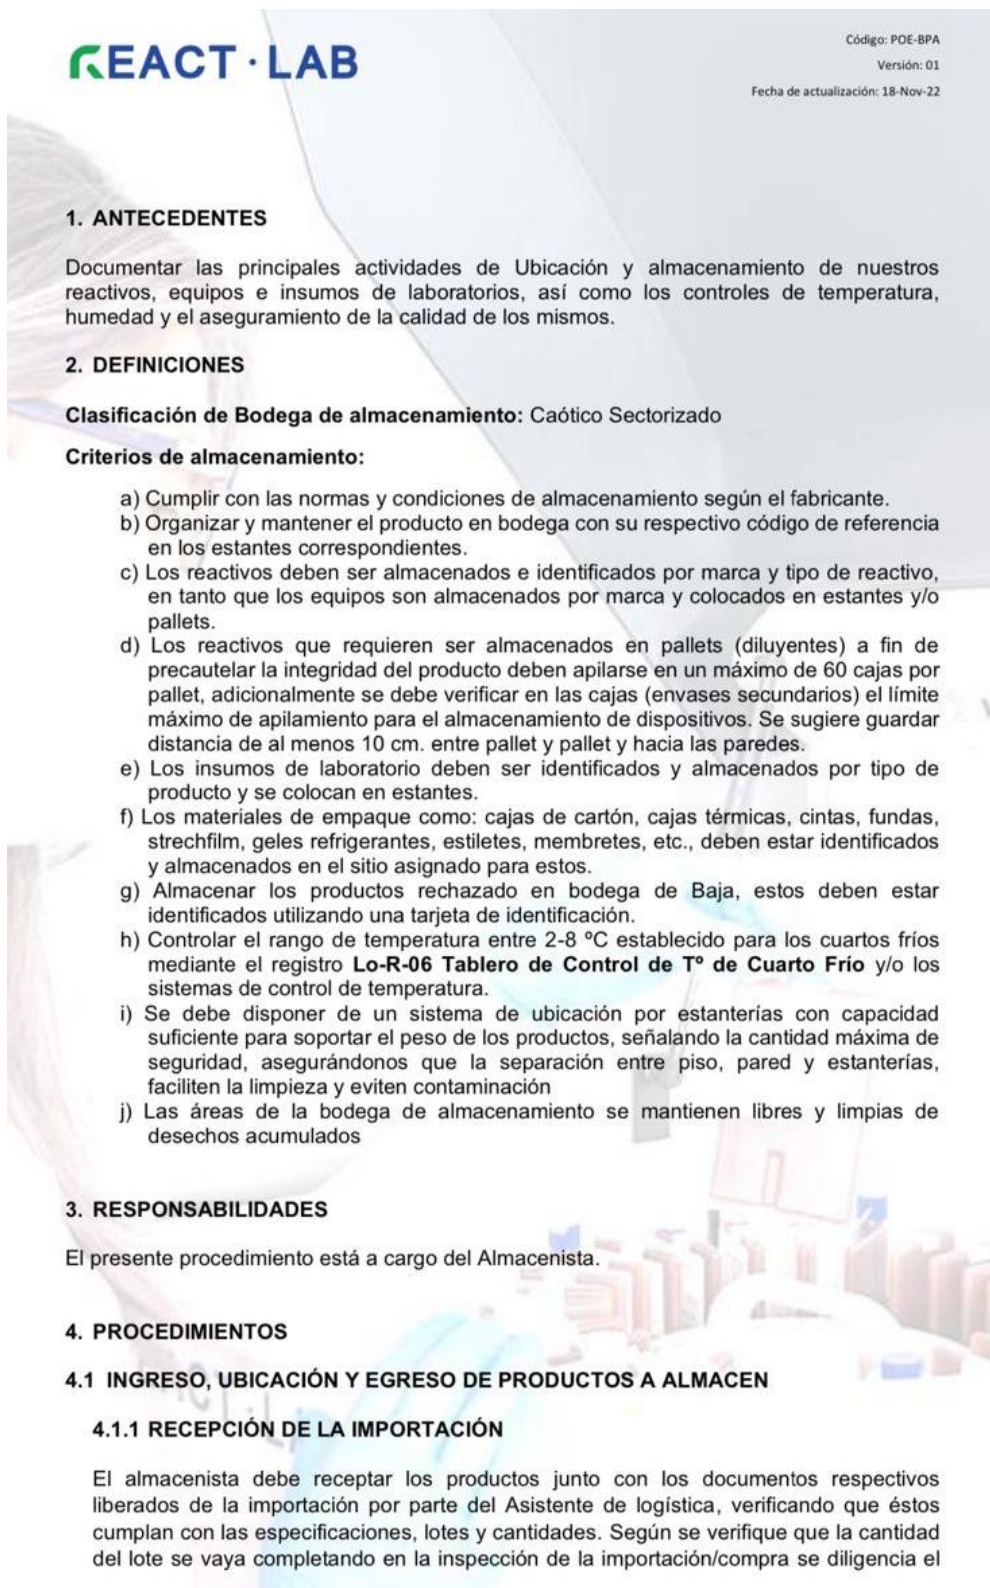 REACT · LAB
Código: POE-BPA
Versión: 01
Fecha de actualización: 18-Nov-22
1. ANTECEDENTES
Documentar las principales actividades de Ubicación y almacenamiento de nuestros
reactivos, equipos e insumos de laboratorios, así como los controles de temperatura,
humedad y el aseguramiento de la calidad de los mismos.
2. DEFINICIONES
Clasificación de Bodega de almacenamiento: Caótico Sectorizado
Criterios de almacenamiento:
a) Cumplir con las normas y condiciones de almacenamiento según el fabricante.
b) Organizar y mantener el producto en bodega con su respectivo código de referencia
en los estantes correspondientes.
c) Los reactivos deben ser almacenados e identificados por marca y tipo de reactivo,
en tanto que los equipos son almacenados por marca y colocados en estantes y/o
pallets.
d) Los reactivos que requieren ser almacenados en pallets (diluyentes) a fin de
precautelar la integridad del producto deben apilarse en un máximo de 60 cajas por
pallet, adicionalmente se debe verificar en las cajas (envases secundarios) el límite
máximo de apilamiento para el almacenamiento de dispositivos. Se sugiere guardar
distancia de al menos 10 cm. entre pallet y pallet y hacia las paredes.
e) Los insumos de laboratorio deben ser identificados y almacenados por tipo de
producto y se colocan en estantes.
f) Los materiales de empaque como: cajas de cartón, cajas térmicas, cintas, fundas,
strechfilm, geles refrigerantes, estiletes, membretes, etc., deben estar identificados
y almacenados en el sitio asignado para estos.
g) Almacenar los productos rechazado en bodega de Baja, estos deben estar
identificados utilizando una tarjeta de identificación.
h) Controlar el rango de temperatura entre 2-8 ºC establecido para los cuartos fríos
mediante el registro Lo-R-06 Tablero de Control de Tº de Cuarto Frío y/o los
sistemas de control de temperatura.
i) Se debe disponer de un sistema de ubicación por estanterías con capacidad
suficiente para soportar el peso de los productos, señalando la cantidad máxima de
seguridad, asegurándonos que la separación entre piso, pared y estanterías,
faciliten la limpieza y eviten contaminación
j) Las áreas de la bodega de almacenamiento se mantienen libres y limpias de
desechos acumulados
3. RESPONSABILIDADES
El presente procedimiento está a cargo del Almacenista.
4. PROCEDIMIENTOS
4.1 INGRESO, UBICACIÓN Y EGRESO DE PRODUCTOS A ALMACEN
4.1.1 RECEPCIÓN DE LA IMPORTACIÓN
El almacenista debe receptar los productos junto con los documentos respectivos
liberados de la importación por parte del Asistente de logística, verificando que éstos
cumplan con las especificaciones, lotes y cantidades. Según se verifique que la cantidad
del lote se vaya completando en la inspección de la importación/compra se diligencia el